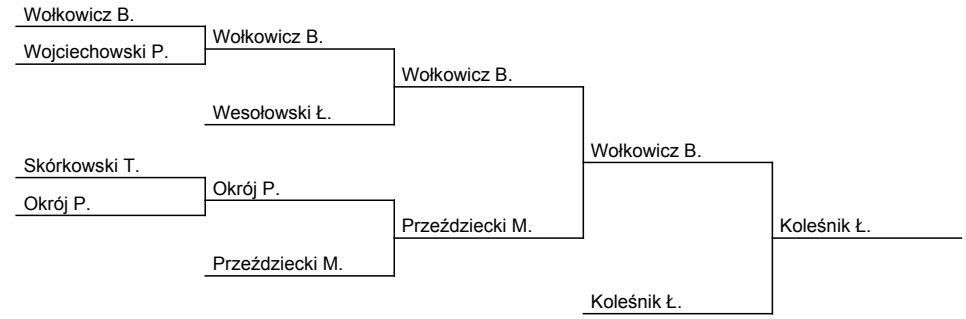 Wołkowicz B.
Wojciechowski P.
Wołkowicz B.
Wołkowicz B.
Wesołowski Ł.
Wołkowicz B.
Skórkowski T.
Okrój P.
Okrój P.
Przeździecki M.
Koleśnik Ł.
Przeździecki M.
Koleśnik Ł.